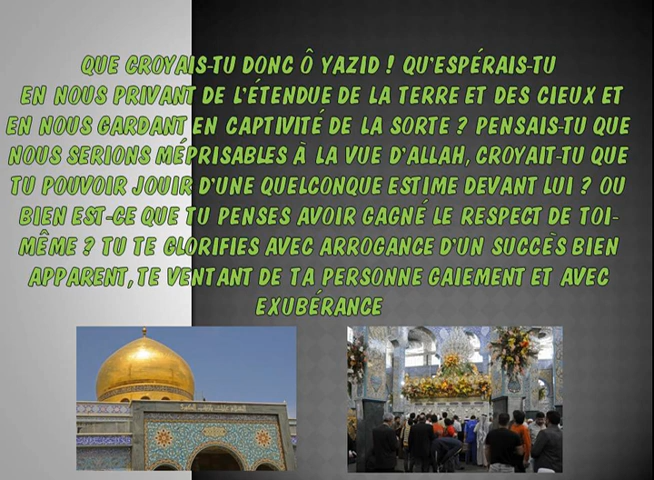 QUE CROYAIS-TU DONC Ô YAZID ! QU'ESPÉRAIS-TU
EN NOUS PRIVANT DE L'ÉTENDUE DE LA TERRE ET DES CIEUX ET
EN NOUS GARDANT EN CAPTIVITÉ DE LA SORTE ? PENSAIS-TU QUE
NOUS SERIONS MÉPRISABLES À LA VUE D'ALLAH, CROYAIT-TU QUE
TU POUVOIR JOUIR D'UNE QUELCONQUE ESTIME DEVANT LUI ? OU
BIEN EST-CE QUE TU PENSES AVOIR GAGNÉ LE RESPECT DE TOI-
MÊME ? TU TE GLORIFIES AVEC ARROGANCE D'UN SUCCÈS BIEN
APPARENT, TE VENTANT DE TA PERSONNE GAIEMENT ET AVEC
EXUBÉRANCE